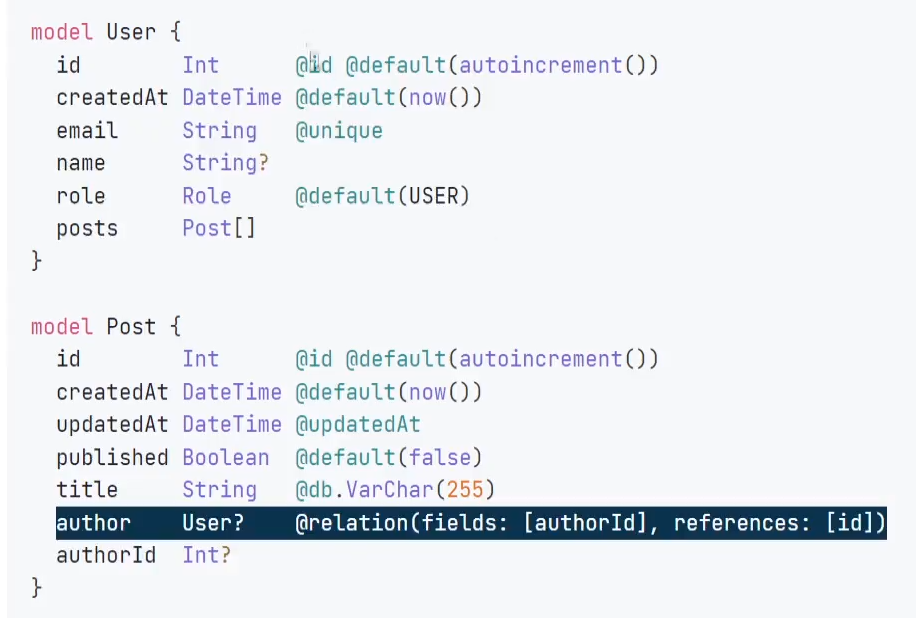 model User {
  id        Int      @id @default(autoincrement())
  createdAt DateTime @default(now())
  email     String   @unique
  name      String?
  role      Role     @default(USER)
  posts     Post[]
}
model Post {
  id        Int      @id @default(autoincrement())
  createdAt DateTime @default(now())
  updatedAt DateTime @updatedAt
  published Boolean  @default(false)
  title     String   @db.VarChar(255)
  author    User?    @relation(fields: [authorId], references: [id])
  authorId  Int?
}